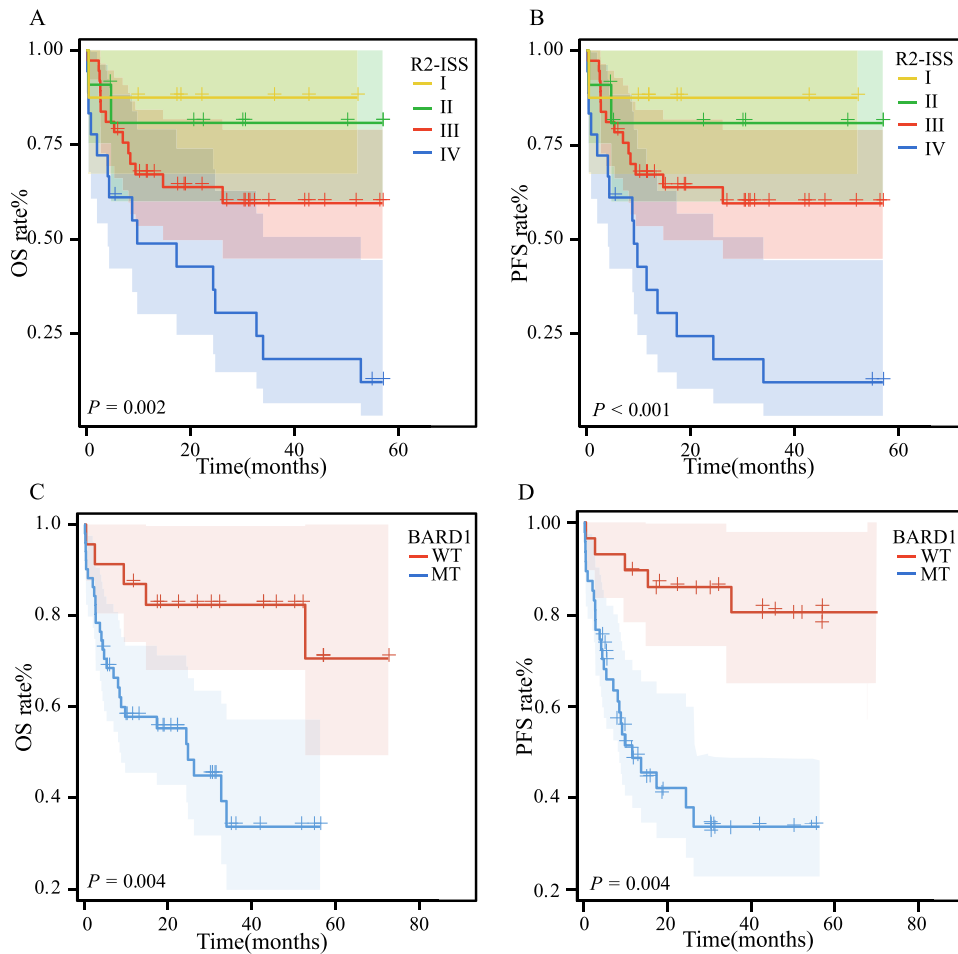 A
R2-ISS
I
II
III
IV
1.00
0.75
0.50
0.25
OS rate%
P = 0.002
0 20 40 60
Time(months)
B
R2-ISS
I
II
III
IV
1.00
0.75
0.50
0.25
PFS rate%
P < 0.001
0 20 40 60
Time(months)
C
BARD1
WT
MT
1.0
0.8
0.6
0.4
0.2
OS rate%
P = 0.004
0 20 40 60 80
Time(months)
D
BARD1
WT
MT
1.00
0.8
0.6
0.4
0.2
PFS rate%
P = 0.004
0 20 40 60 80
Time(months)